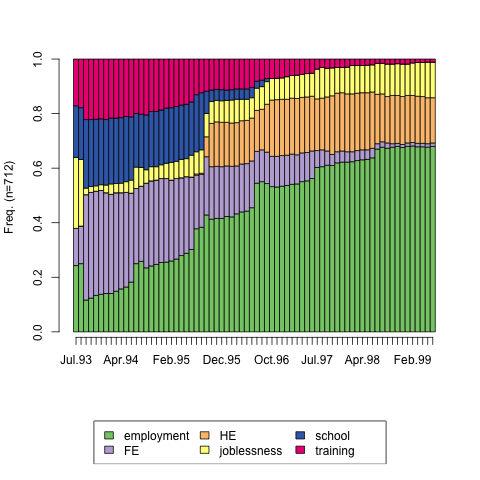 1.0
0.8
0.6
0.4
0.2
0.0
Freq. (n=712)
Jul.93 Apr.94 Feb.95 Dec.95 Oct.96 Jul.97 Apr.98 Feb.99
employment HE school
FE joblessness training